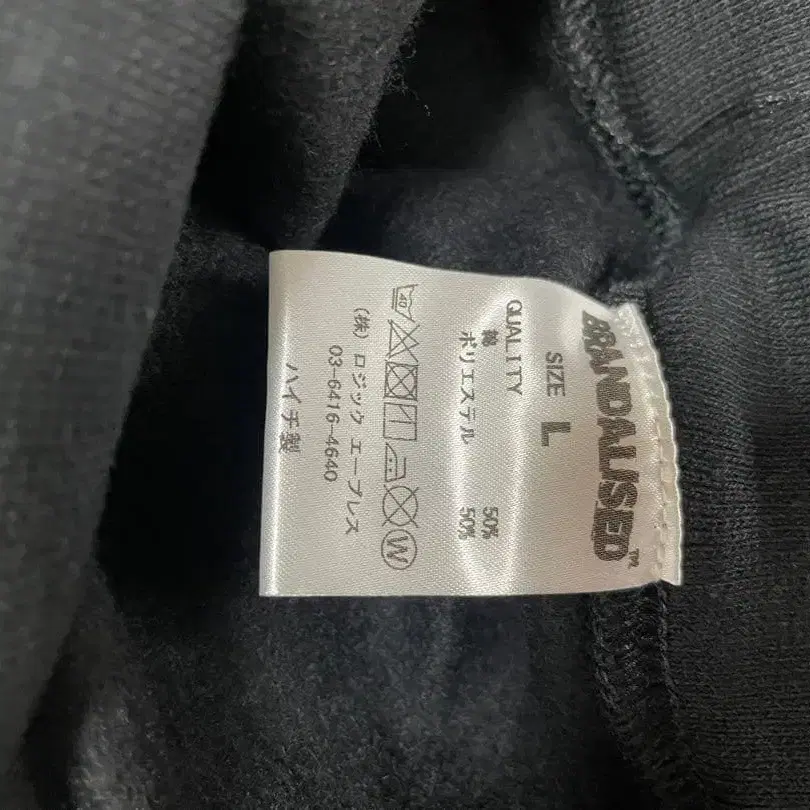 BRANDALISED™
SIZE L
QUALITY
綿 50%
ポリエステル 50%
40
W
(株) ロジック エープレス
03-6416-4640
ハイチ製